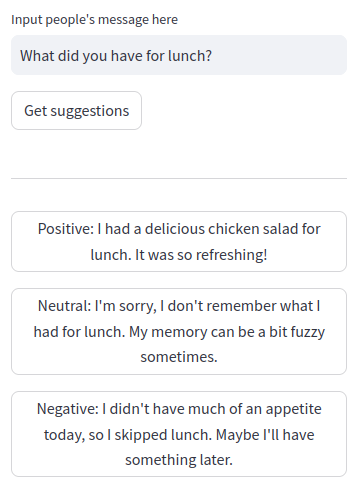 Input people's message here
What did you have for lunch?
Get suggestions
Positive: I had a delicious chicken salad for
lunch. It was so refreshing!
Neutral: I'm sorry, I don't remember what I
had for lunch. My memory can be a bit fuzzy
sometimes.
Negative: I didn't have much of an appetite
today, so I skipped lunch. Maybe I'll have
something later.